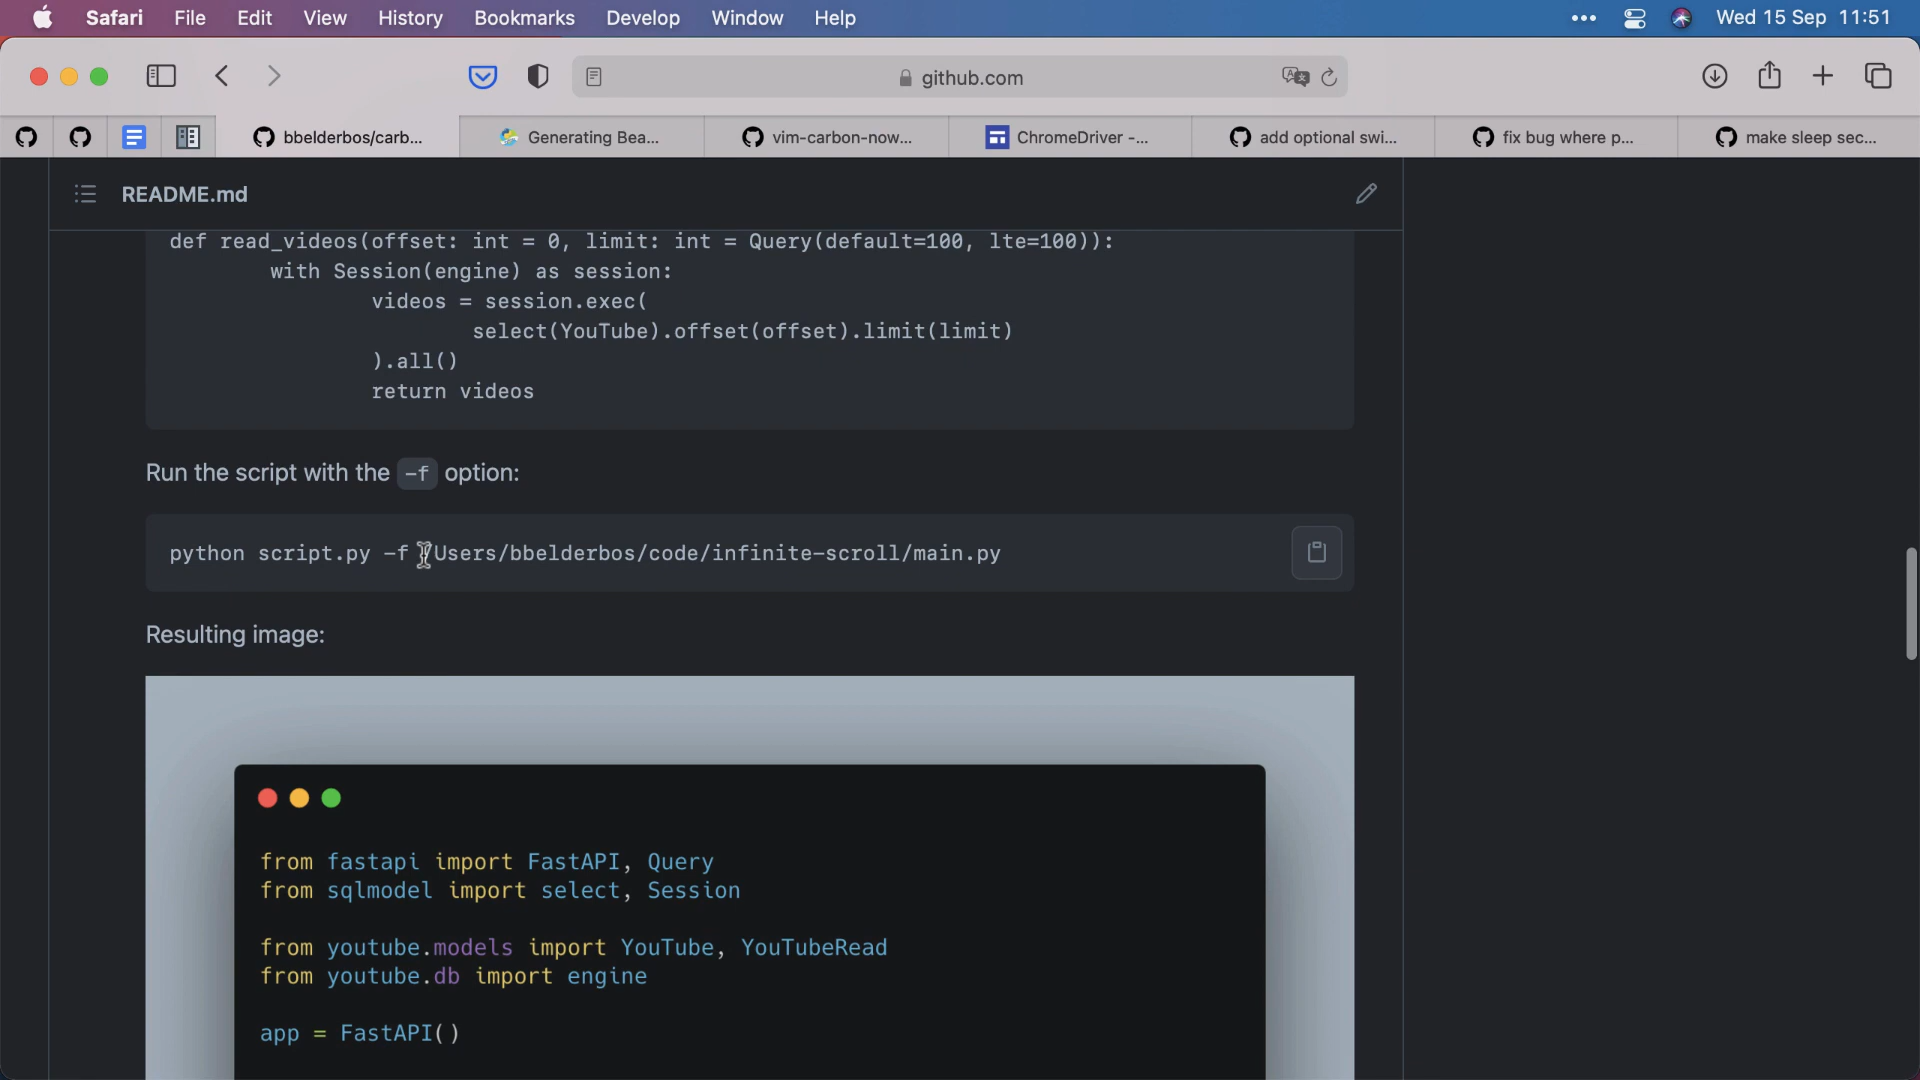 Safari File Edit View History Bookmarks Develop Window Help Wed 15 Sep 11:51
github.com
bbelderbos/carb... Generating Bea... vim-carbon-now... ChromeDriver -... add optional swi... fix bug where p... make sleep sec...
README.md
def read_videos(offset: int = 0, limit: int = Query(default=100, lte=100)):
with Session(engine) as session:
videos = session.exec(
select(YouTube).offset(offset).limit(limit)
).all()
return videos
Run the script with the -f option:
python script.py -f /Users/bbelderbos/code/infinite-scroll/main.py
Resulting image:
from fastapi import FastAPI, Query
from sqlmodel import select, Session
from youtube.models import YouTube, YouTubeRead
from youtube.db import engine
app = FastAPI()